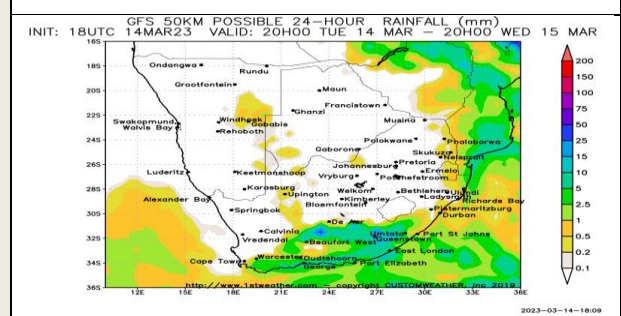 GFS 50KM POSSIBLE 24-HOUR RAINFALL (mm)
INIT: 18UTC 14MAR23 VALID: 20H00 TUE 14 MAR - 20H00 WED 15 MAR
16S
Ondangwa
Rundu
18S
Grootfontein
Maun
20S
Francistown
Ghanzi
22S
Swakopmund
Walvis Bay
Windhoek
Gobabis
Rehoboth
Musina
24S
Polokwane
Phalaborwa
Gaborone
Skukuza
Nelspruit
26S
Pretoria
Johannesburg
Luderitz
Keetmanshoop
Vryburg
Potchefstroom
Ermelo
Karasburg
Upington
Welkom
Bethlehem
Ulundi
28S
Alexander Bay
Kimberley
Ladysmith
Richards Bay
Bloemfontein
Springbok
Pietermaritzburg
Durban
30S
De Aar
Calvinia
Vredendal
Umtata
Port St Johns
32S
Beaufort West
Queenstown
East London
Worcester
Oudtshoorn
34S
Cape Town
George
Port Elizabeth
http://www.1stweather.com - copyright CUSTOMWEATHER, Inc 2019
36S
12E 15E 18E 21E 24E 27E 30E 33E 36E
200
150
100
75
50
25
15
10
5
2.5
1
0.5
0.2
0.1
2023-03-14-18:09